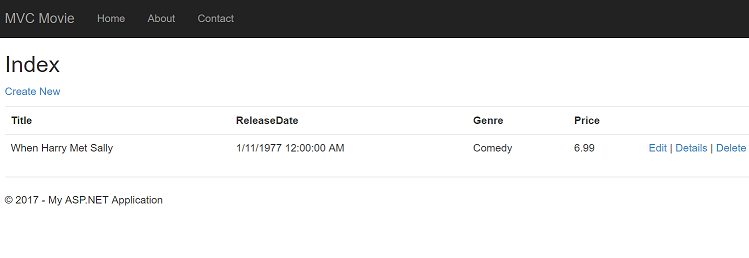 MVC Movie Home About Contact
Index
Create New
Title ReleaseDate Genre Price
When Harry Met Sally 1/11/1977 12:00:00 AM Comedy 6.99 Edit | Details | Delete
© 2017 - My ASP.NET Application